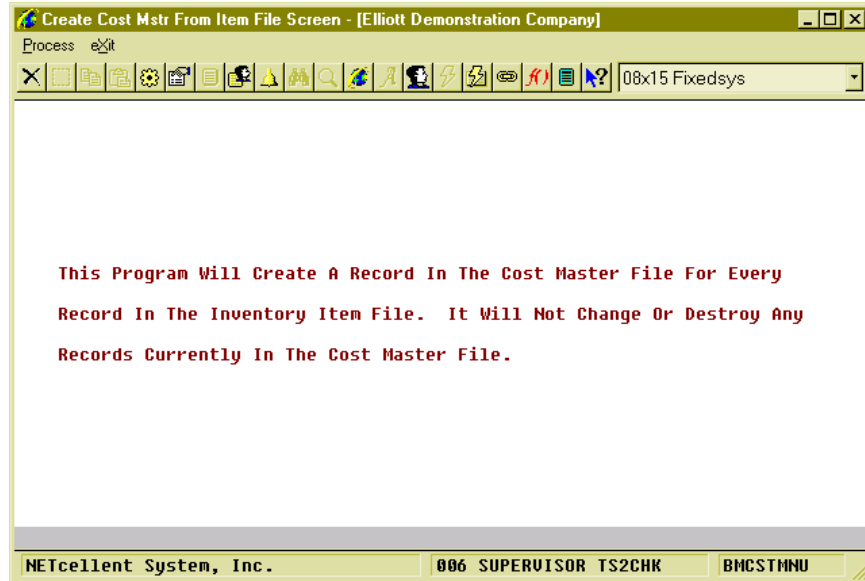 Create Cost Mstr From Item File Screen - [Elliott Demonstration Company]
Process eXit
f() 08x15 Fixedsys
This Program Will Create A Record In The Cost Master File For Every
Record In The Inventory Item File. It Will Not Change Or Destroy Any
Records Currently In The Cost Master File.
NETcellent System, Inc. 006 SUPERVISOR TS2CHK BMCSTMNU